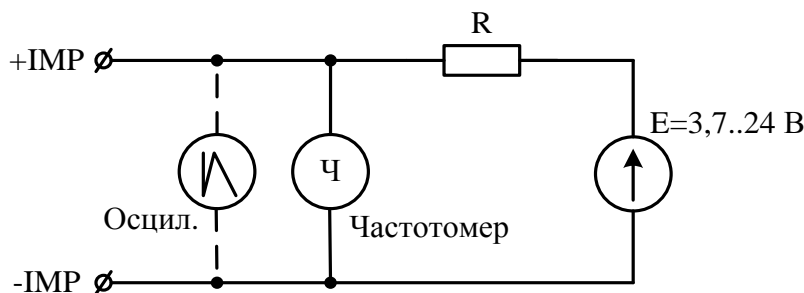 R
+IMP
E=3,7..24 В
Ч
Осцил.
Частотомер
-IMP